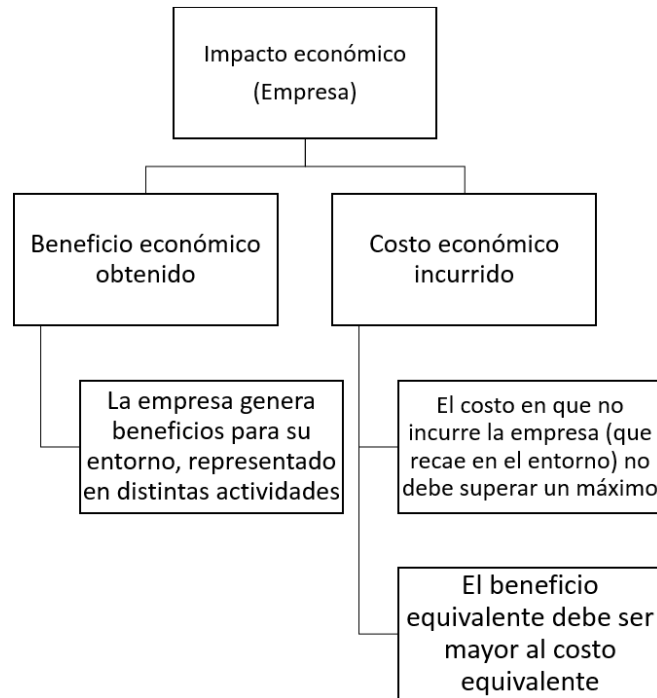 Impacto económico
(Empresa)
Beneficio económico
obtenido
Costo económico
incurrido
La empresa genera
beneficios para su
entorno, representado
en distintas actividades
El costo en que no
incurre la empresa (que
recae en el entorno) no
debe superar un máximo
El beneficio
equivalente debe ser
mayor al costo
equivalente